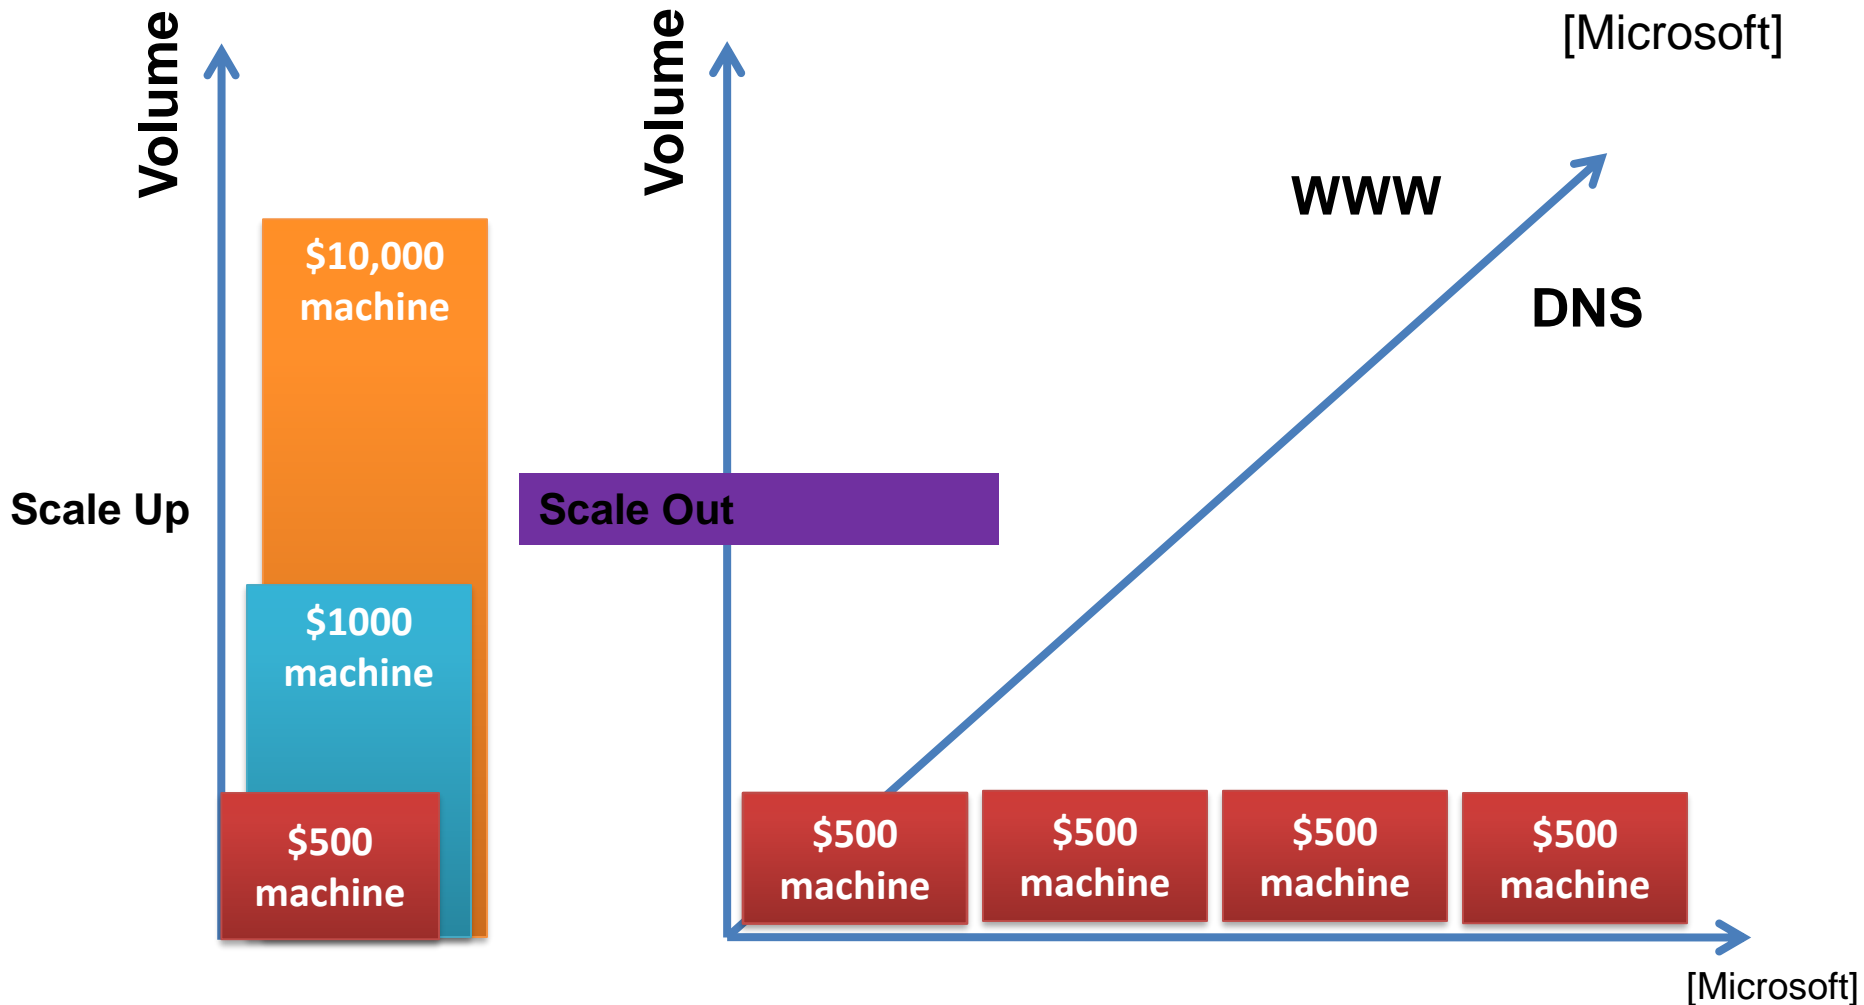 [Microsoft]
Volume
Volume
WWW
DNS
$10,000
machine
Scale Up
Scale Out
$1000
machine
$500
machine
$500
machine
$500
machine
$500
machine
$500
machine
[Microsoft]